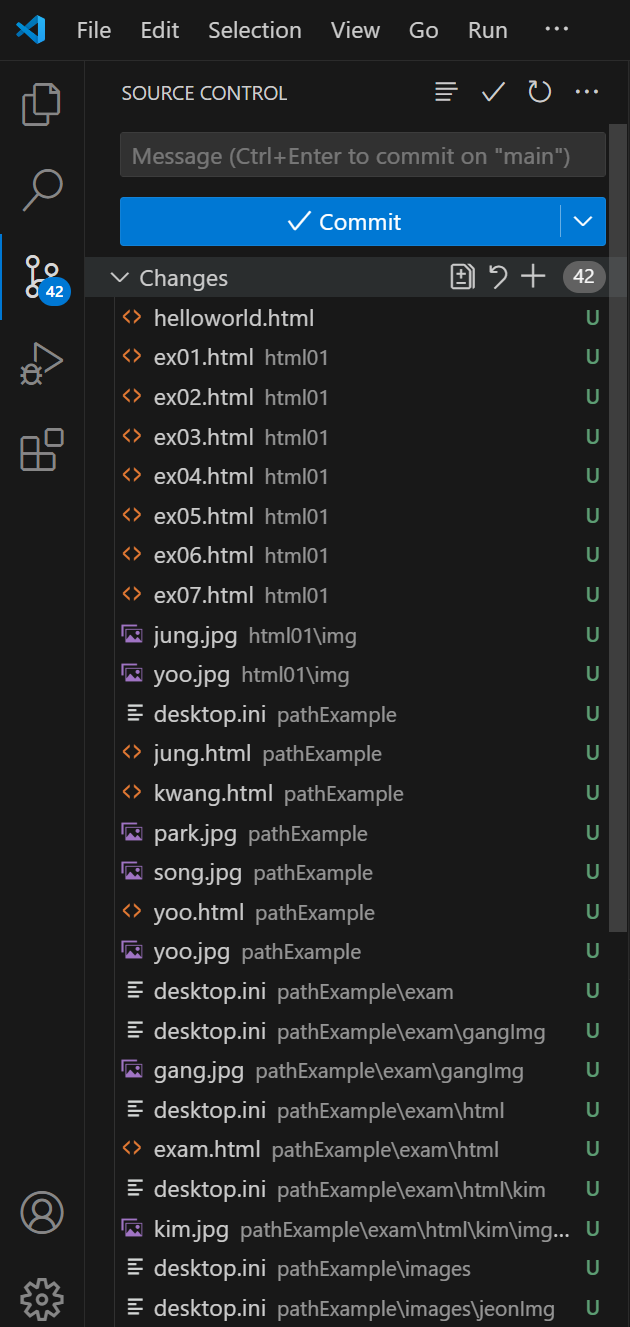 File Edit Selection View Go Run ...
SOURCE CONTROL
Message (Ctrl+Enter to commit on "main")
Commit
Changes 42
42
helloworld.html U
ex01.html html01 U
ex02.html html01 U
ex03.html html01 U
ex04.html html01 U
ex05.html html01 U
ex06.html html01 U
ex07.html html01 U
jung.jpg html01\img U
yoo.jpg html01\img U
desktop.ini pathExample U
jung.html pathExample U
kwang.html pathExample U
park.jpg pathExample U
song.jpg pathExample U
yoo.html pathExample U
yoo.jpg pathExample U
desktop.ini pathExample\exam U
desktop.ini pathExample\exam\gangImg U
gang.jpg pathExample\exam\gangImg U
desktop.ini pathExample\exam\html U
exam.html pathExample\exam\html U
desktop.ini pathExample\exam\html\kim U
kim.jpg pathExample\exam\html\kim\img... U
desktop.ini pathExample\images U
desktop.ini pathExample\images\jeonImg U